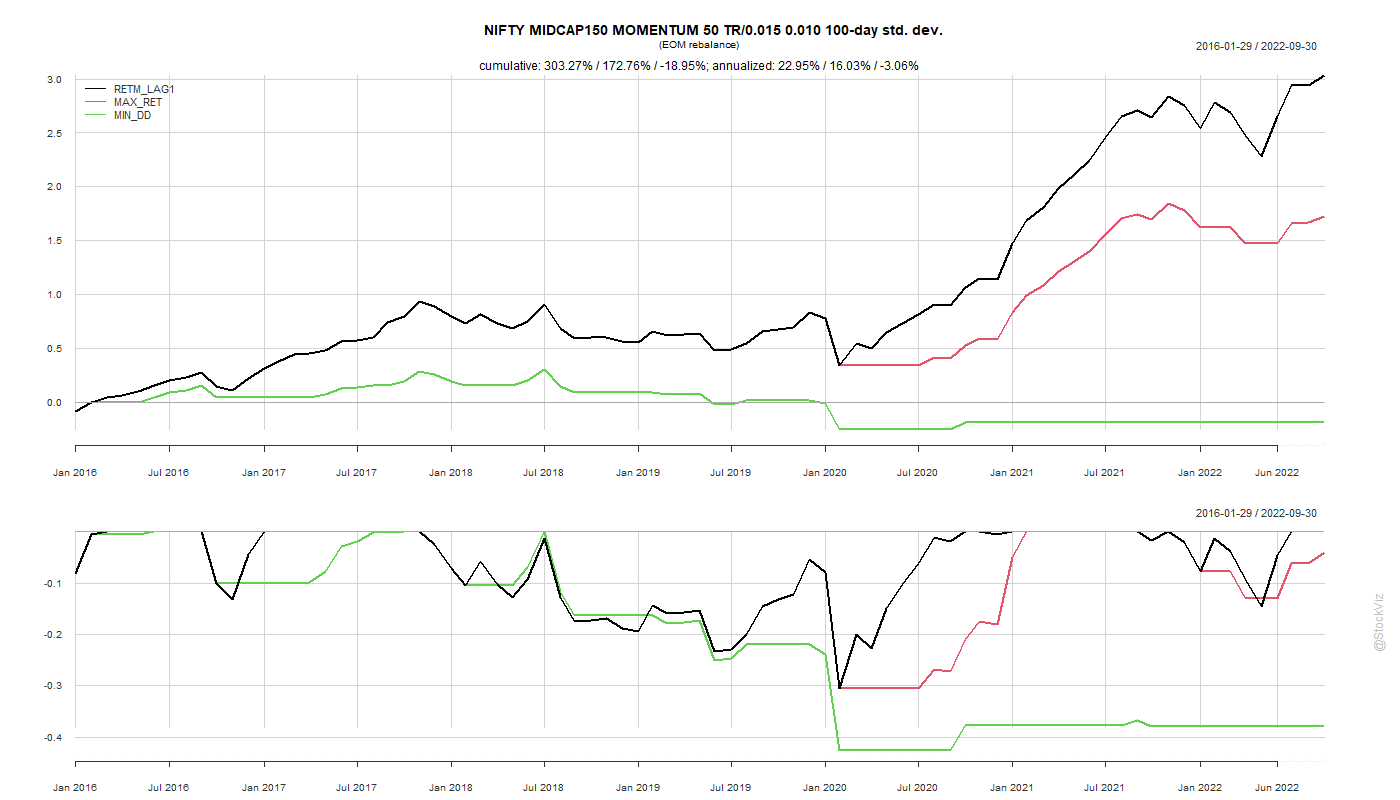 NIFTY MIDCAP150 MOMENTUM 50 TR/0.015 0.010 100-day std. dev.
(EOM rebalance)
2016-01-29 / 2022-09-30
cumulative: 303.27% / 172.76% / -18.95%; annualized: 22.95% / 16.03% / -3.06%
RETM_LAG1
MAX_RET
MIN_DD
3.0
2.5
2.0
1.5
1.0
0.5
0.0
Jan 2016 Jul 2016 Jan 2017 Jul 2017 Jan 2018 Jul 2018 Jan 2019 Jul 2019 Jan 2020 Jul 2020 Jan 2021 Jul 2021 Jan 2022 Jun 2022
2016-01-29 / 2022-09-30
-0.1
-0.2
-0.3
-0.4
Jan 2016 Jul 2016 Jan 2017 Jul 2017 Jan 2018 Jul 2018 Jan 2019 Jul 2019 Jan 2020 Jul 2020 Jan 2021 Jul 2021 Jan 2022 Jun 2022
@StockViz